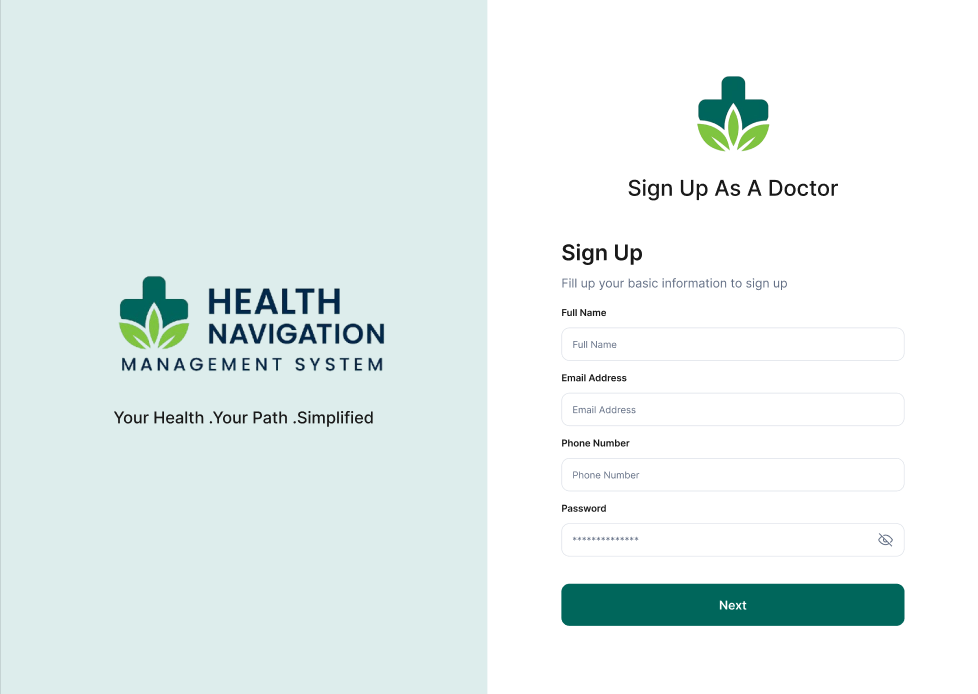 HEALTH
NAVIGATION
MANAGEMENT SYSTEM
Your Health .Your Path .Simplified
Sign Up As A Doctor
Sign Up
Fill up your basic information to sign up
Full Name
Full Name
Email Address
Email Address
Phone Number
Phone Number
Password
**************
Next